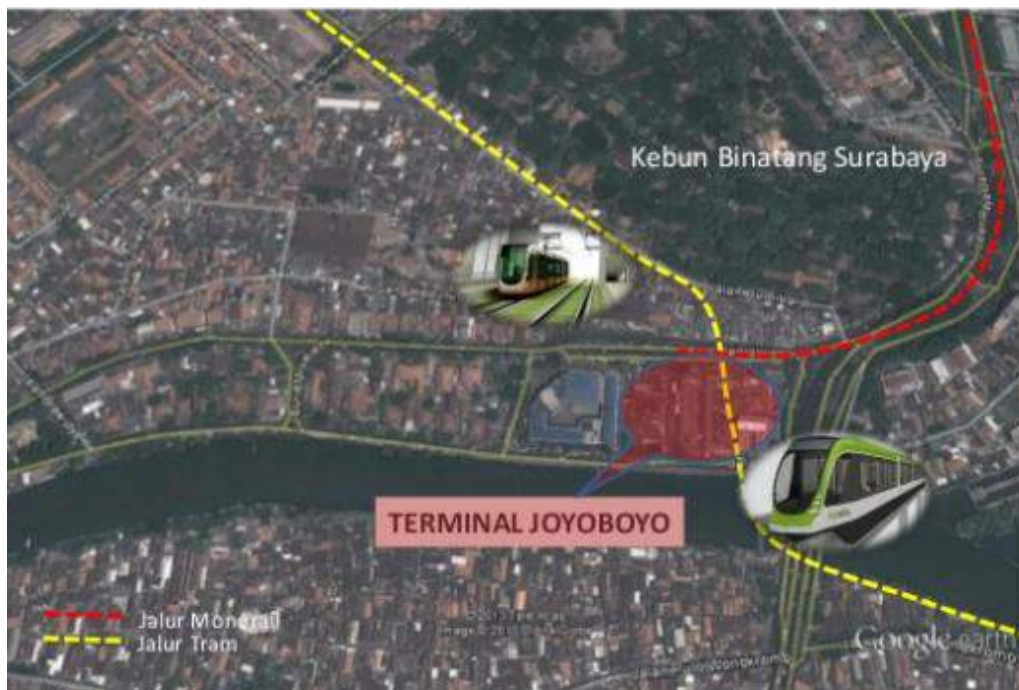 Kebun Binatang Surabaya
TERMINAL JOYOBOYO
Jalur Monorail
Jalur Tram
Google earth